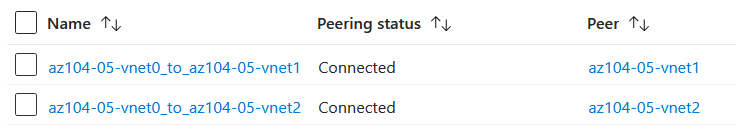 Name ↑↓ Peering status ↑↓ Peer ↑↓
az104-05-vnet0_to_az104-05-vnet1 Connected az104-05-vnet1
az104-05-vnet0_to_az104-05-vnet2 Connected az104-05-vnet2